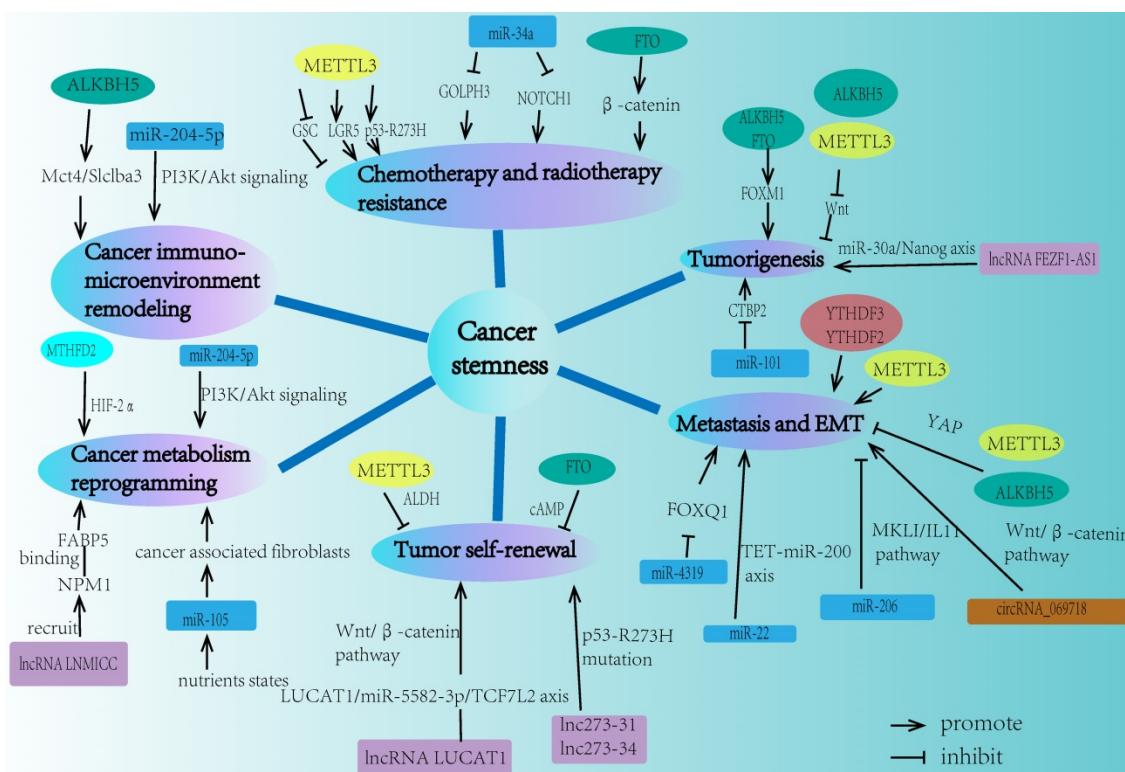 miR-34a
FTO
ALKBH5
METTL3
GOLPH3
NOTCH1
β-catenin
GSC
LGR5
p53-R273H
Chemotherapy and radiotherapy
resistance
miR-204-5p
Mct4/Slclba3
PI3K/Akt signaling
Cancer immuno-
microenvironment
remodeling
ALKBH5
FTO
FOXM1
ALKBH5
METTL3
Wnt
miR-30a/Nanog axis
lncRNA FEZF1-AS1
Tumorigenesis
CTBP2
miR-101
Cancer
stemness
MTHFD2
HIF-2 α
miR-204-5p
PI3K/Akt signaling
Cancer metabolism
reprogramming
FABP5
binding
NPM1
recruit
lncRNA LNMICC
cancer associated fibroblasts
miR-105
nutrients states
METTL3
ALDH
FTO
cAMP
Tumor self-renewal
Wnt/ β -catenin
pathway
LUCAT1/miR-5582-3p/TCF7L2 axis
lncRNA LUCAT1
p53-R273H
mutation
lnc273-31
lnc273-34
YTHDF3
YTHDF2
METTL3
Metastasis and EMT
YAP
METTL3
ALKBH5
FOXQ1
miR-4319
TET-miR-200
axis
miR-22
MKLI/IL11
pathway
miR-206
Wnt/ β -catenin
pathway
circRNA_069718
promote
inhibit